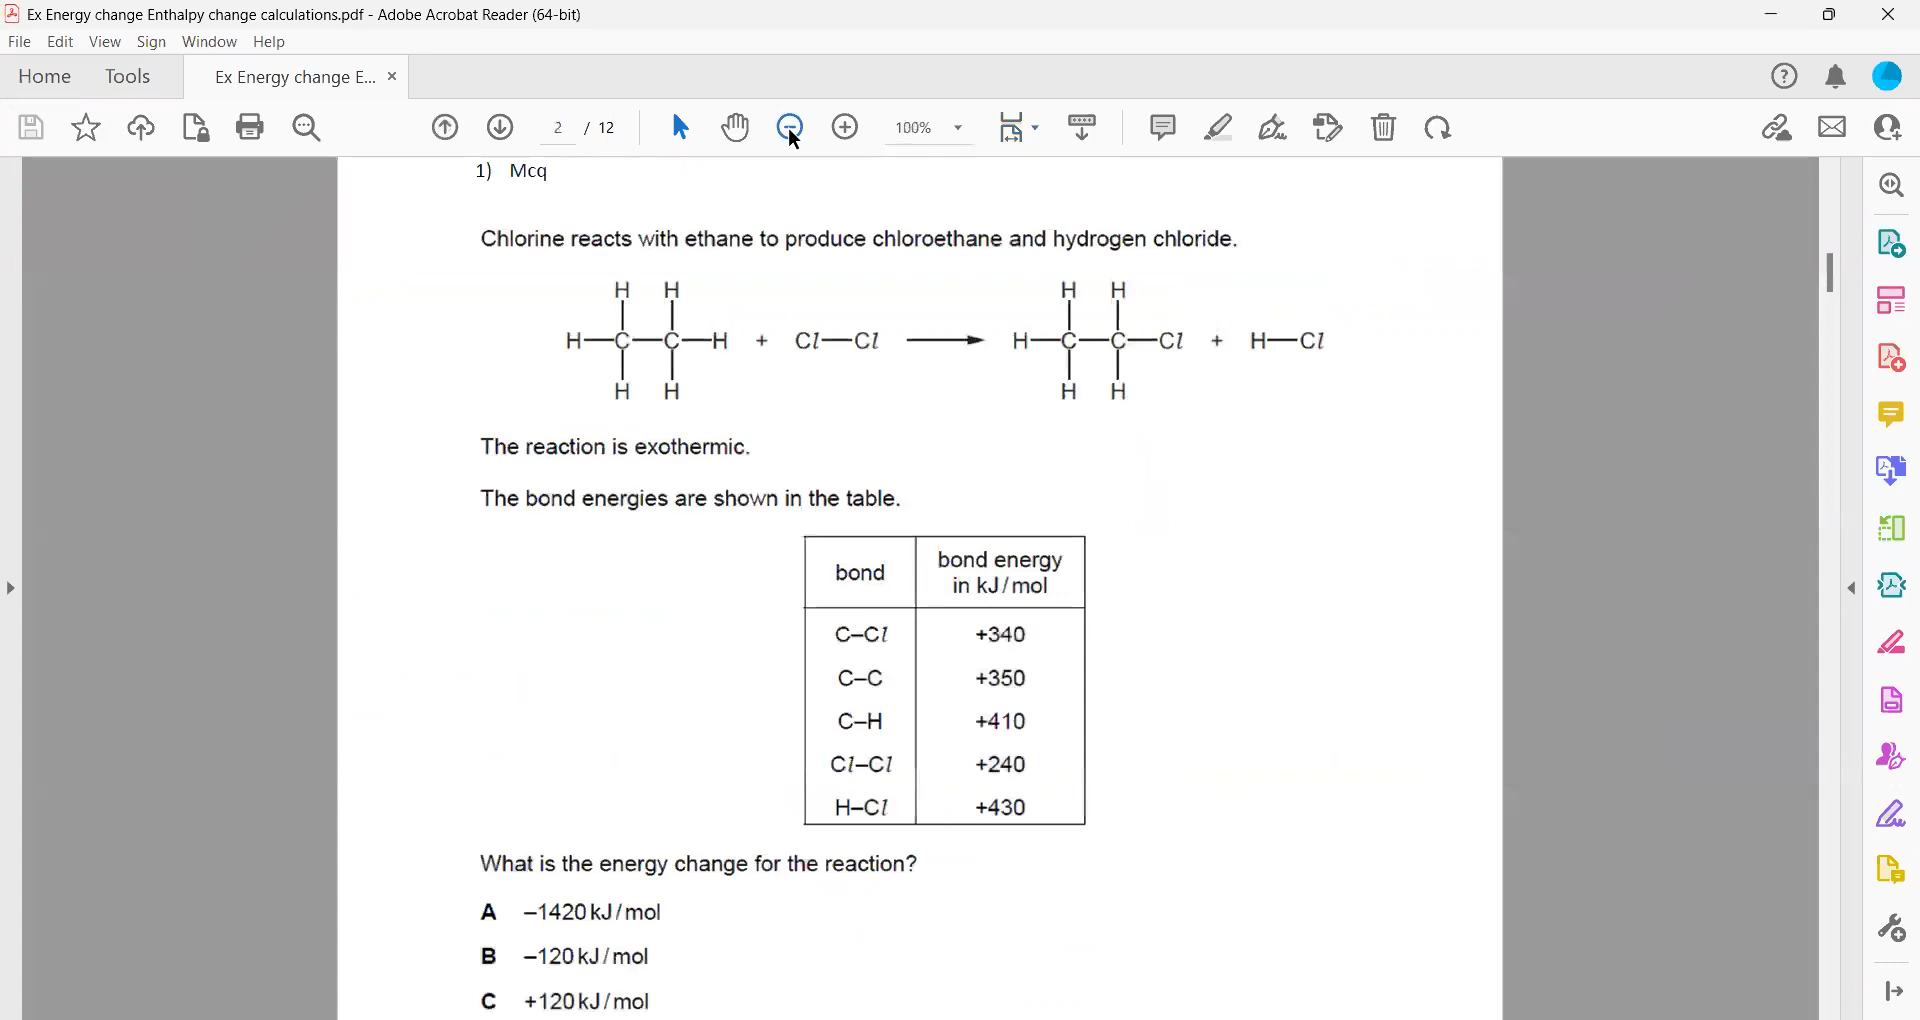 Ex Energy change Enthalpy change calculations.pdf - Adobe Acrobat Reader (64-bit)
File Edit View Sign Window Help
Home Tools Ex Energy change E... ×
2 / 12 100%
1) Mcq
Chlorine reacts with ethane to produce chloroethane and hydrogen chloride.
H H H H
H—C—C—H + Cl—Cl ⟶ H—C—C—Cl + H—Cl
H H H H
The reaction is exothermic.
The bond energies are shown in the table.
bond bond energy
in kJ/mol
C–Cl +340
C–C +350
C–H +410
Cl–Cl +240
H–Cl +430
What is the energy change for the reaction?
A –1420 kJ/mol
B –120 kJ/mol
C +120 kJ/mol